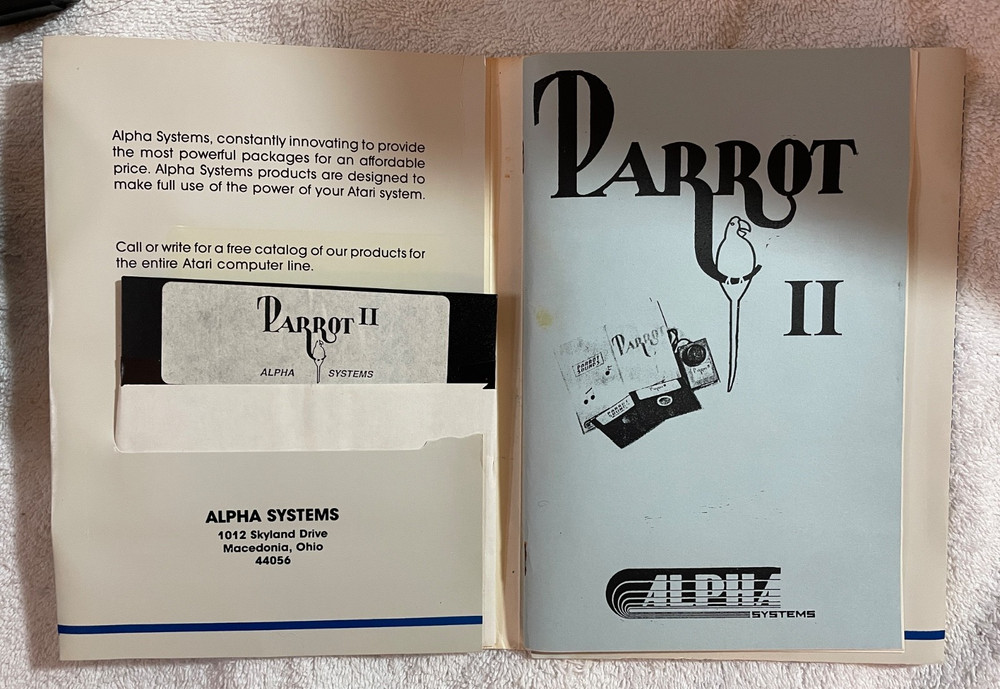 Alpha Systems, constantly innovating to provide
the most powerful packages for an affordable
price. Alpha Systems products are designed to
make full use of the power of your Atari system.
Call or write for a free catalog of our products for
the entire Atari computer line.
PARROT II
ALPHA SYSTEMS
ALPHA SYSTEMS
1012 Skyland Drive
Macedonia, Ohio
44056
PARROT
II
PARROT
ALPHA
SYSTEMS